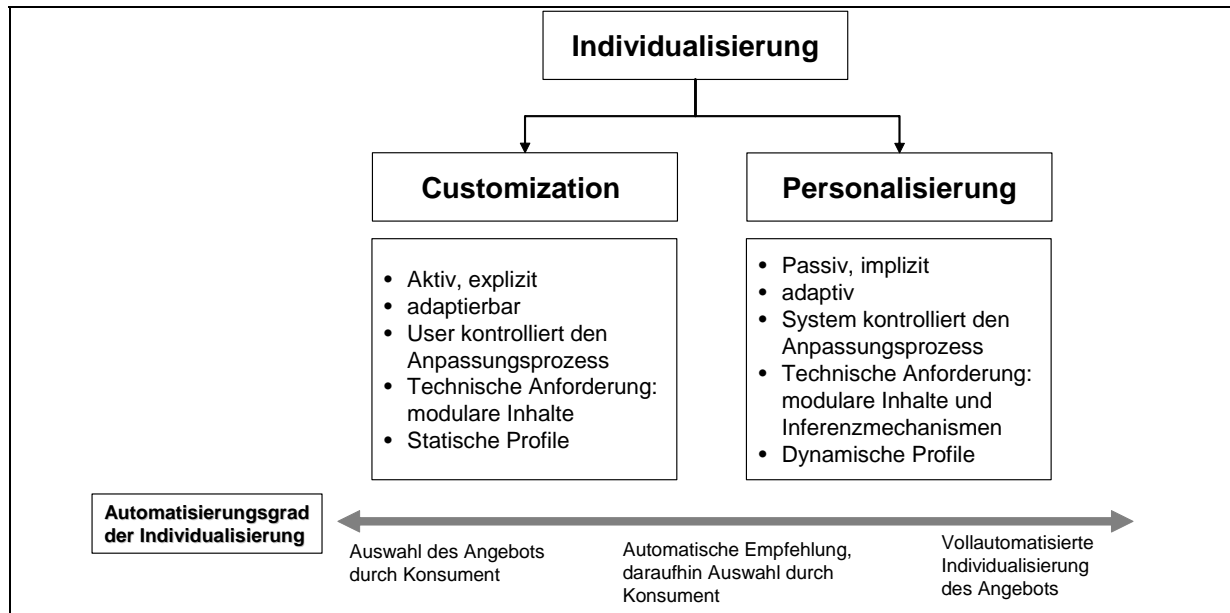 Individualisierung
Customization
Personalisierung
• Aktiv, explizit
• adaptierbar
• User kontrolliert den
Anpassungsprozess
• Technische Anforderung:
modulare Inhalte
• Statische Profile
• Passiv, implizit
• adaptiv
• System kontrolliert den
Anpassungsprozess
• Technische Anforderung:
modulare Inhalte und
Inferenzmechanismen
• Dynamische Profile
Automatisierungsgrad
der Individualisierung
Auswahl des Angebots
durch Konsument
Automatische Empfehlung,
daraufhin Auswahl durch
Konsument
Vollautomatisierte
Individualisierung
des Angebots